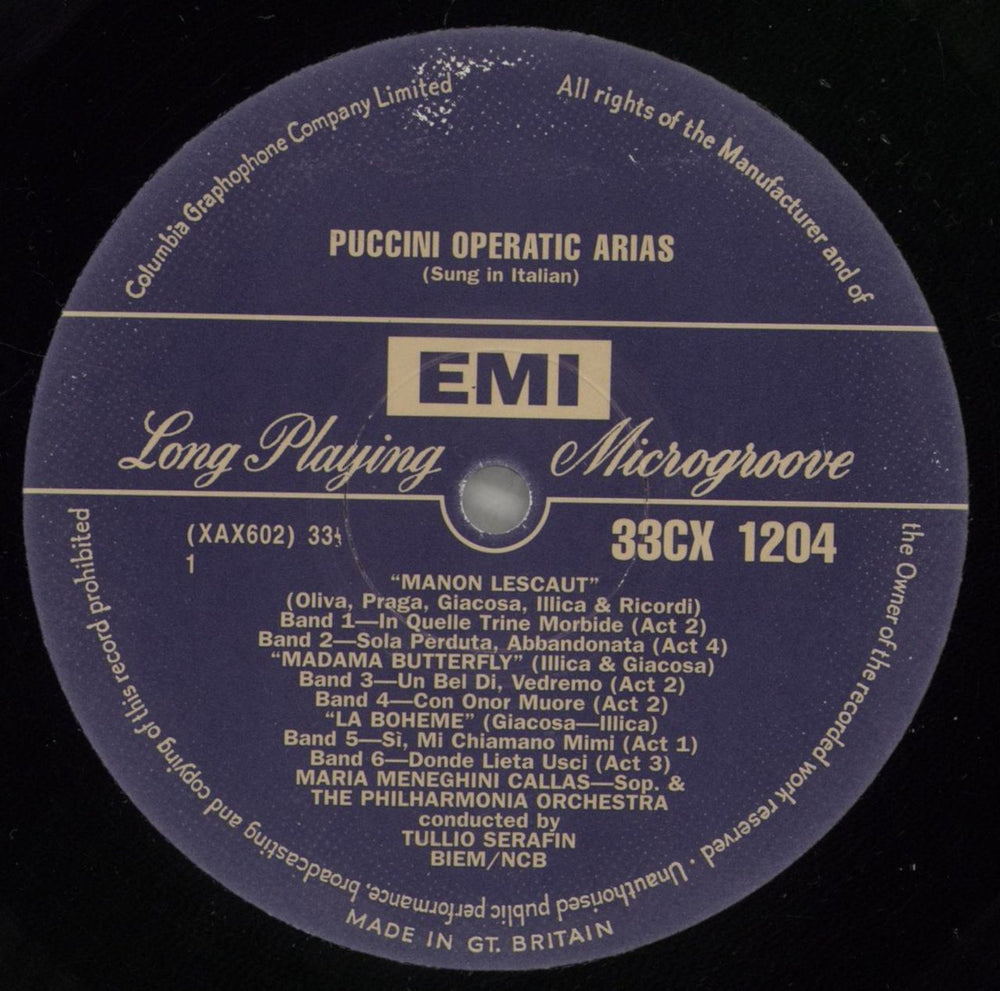 Columbia Graphophone Company Limited
All rights of the Manufacturer and of
the Owner of the recorded work reserved · Unauthorised public performance, broadcasting and copying of this record prohibited
PUCCINI OPERATIC ARIAS
(Sung in Italian)
EMI
Long Playing Microgroove
(XAX602) 33⅓
33CX 1204
1
“MANON LESCAUT”
(Oliva, Praga, Giacosa, Illica & Ricordi)
Band 1—In Quelle Trine Morbide (Act 2)
Band 2—Sola Perduta, Abbandonata (Act 4)
“MADAMA BUTTERFLY” (Illica & Giacosa)
Band 3—Un Bel Di, Vedremo (Act 2)
Band 4—Con Onor Muore (Act 2)
“LA BOHEME” (Giacosa—Illica)
Band 5—Sì, Mi Chiamano Mimi (Act 1)
Band 6—Donde Lieta Usci (Act 3)
MARIA MENEGHINI CALLAS—Sop. &
THE PHILHARMONIA ORCHESTRA
conducted by
TULLIO SERAFIN
BIEM/NCB
MADE IN GT. BRITAIN